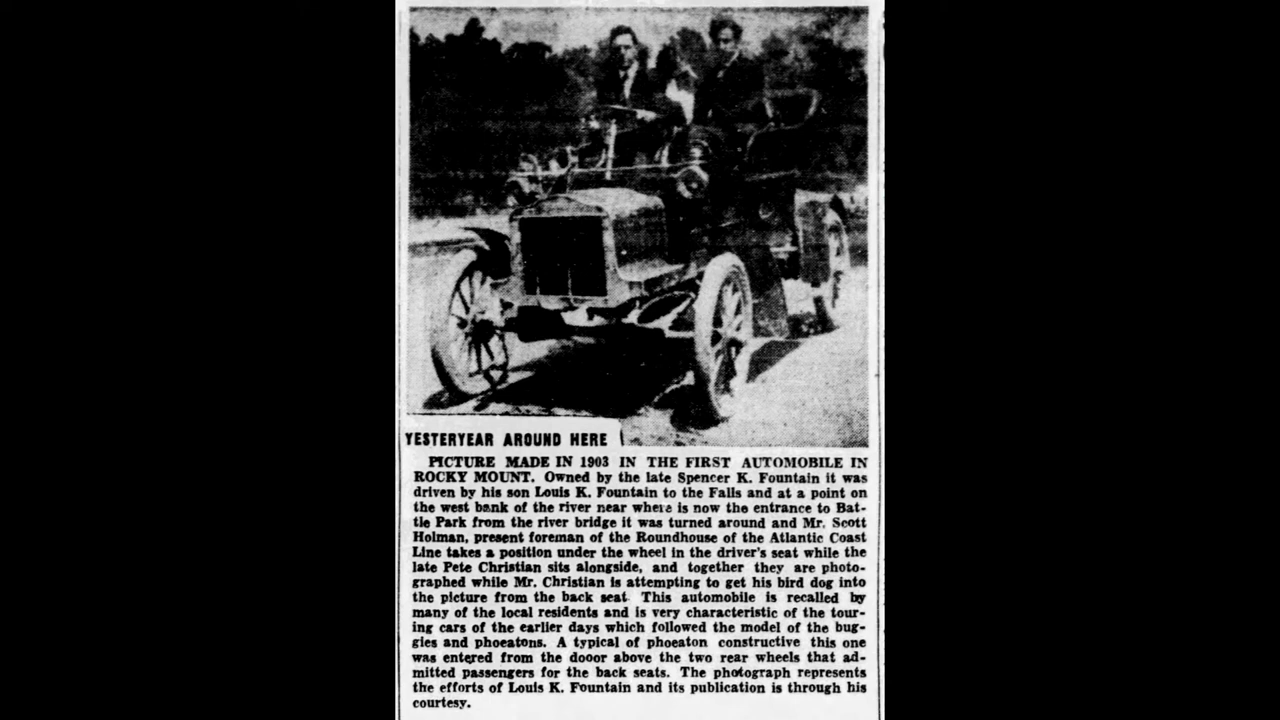 YESTERYEAR AROUND HERE
PICTURE MADE IN 1903 IN THE FIRST AUTOMOBILE IN
ROCKY MOUNT. Owned by the late Spencer K. Fountain it was
driven by his son Louis K. Fountain to the Falls and at a point on
the west bank of the river near where is now the entrance to Bat-
tle Park from the river bridge it was turned around and Mr. Scott
Holman, present foreman of the Roundhouse of the Atlantic Coast
Line takes a position under the wheel in the driver's seat while the
late Pete Christian sits alongside, and together they are photo-
graphed while Mr. Christian is attempting to get his bird dog into
the picture from the back seat This automobile is recalled by
many of the local residents and is very characteristic of the tour-
ing cars of the earlier days which followed the model of the bug-
gies and phoeatons. A typical of phoeaton constructive this one
was entered from the dooor above the two rear wheels that ad-
mitted passengers for the back seats. The photograph represents
the efforts of Louis K. Fountain and its publication is through his
courtesy.